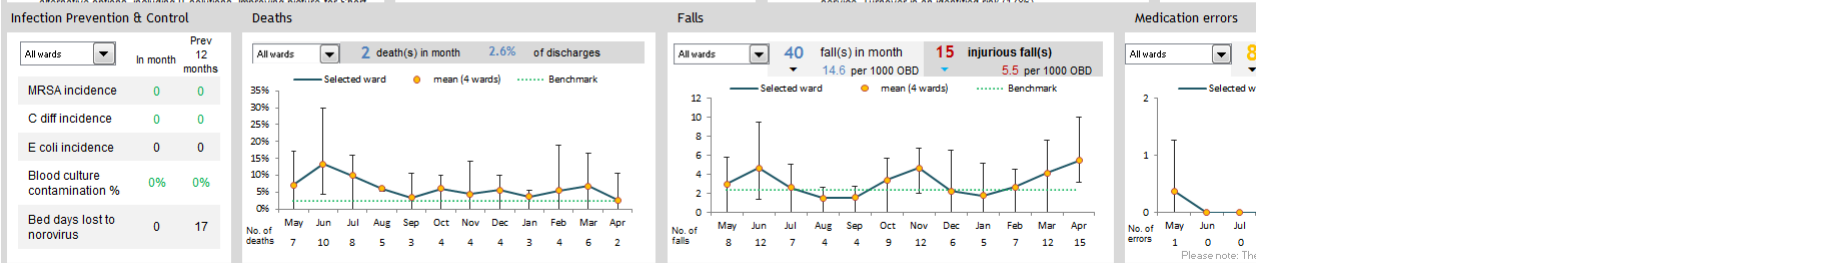 Infection Prevention & Control
All wards
In month
Prev
12
months
MRSA incidence 0 0
C diff incidence 0 0
E coli incidence 0 0
Blood culture
contamination % 0% 0%
Bed days lost to
norovirus 0 17
Deaths
All wards 2 death(s) in month 2.6% of discharges
Selected ward mean (4 wards) Benchmark
35%
30%
25%
20%
15%
10%
5%
0%
May Jun Jul Aug Sep Oct Nov Dec Jan Feb Mar Apr
No. of
deaths
7 10 8 5 3 4 4 4 3 4 6 2
Falls
All wards 40 fall(s) in month 15 injurious fall(s)
14.6 per 1000 OBD 5.5 per 1000 OBD
Selected ward mean (4 wards) Benchmark
12
10
8
6
4
2
0
May Jun Jul Aug Sep Oct Nov Dec Jan Feb Mar Apr
No. of
falls
8 12 7 4 4 9 12 6 5 7 12 15
Medication errors
All wards 8
Selected w
2
1
0
May Jun Jul
No. of
errors
1 0 0
Please note: The